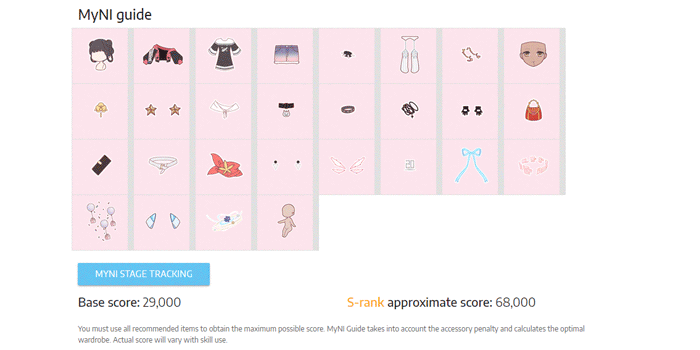 MyNI guide
MYNI STAGE TRACKING
Base score: 29,000
S-rank approximate score: 68,000
You must use all recommended items to obtain the maximum possible score. MyNI Guide takes into account the accessory penalty and calculates the optimal
wardrobe. Actual score will vary with skill use.